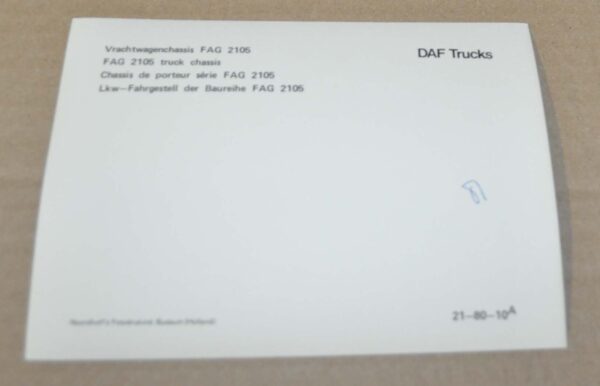 Vrachtwagenchassis FAG 2105
FAG 2105 truck chassis
Chassis de porteur série FAG 2105
Lkw-Fahrgestell der Baureihe FAG 2105
DAF Trucks
21-80-10A
(Holland)